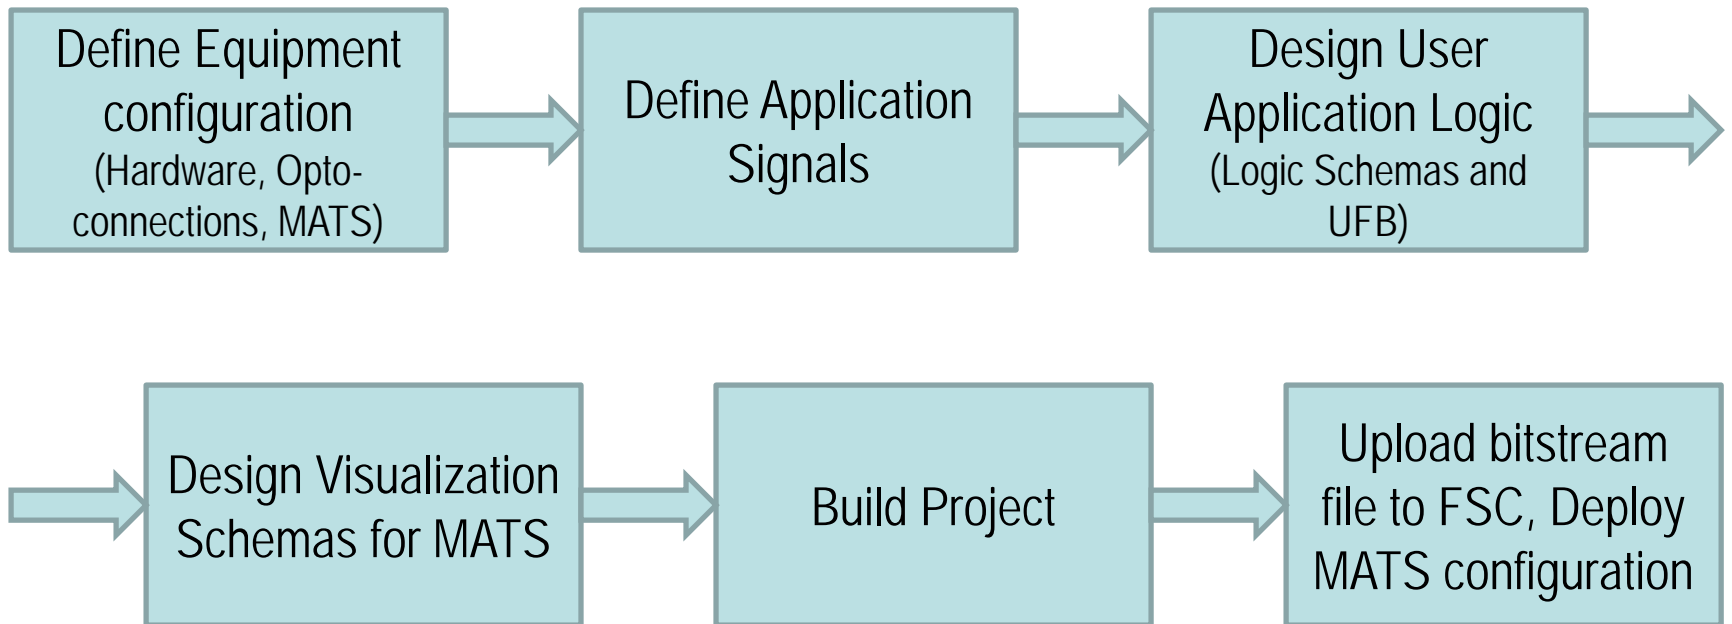 Define Equipment
configuration
(Hardware, Opto-
connections, MATS)
Define Application
Signals
Design User
Application Logic
(Logic Schemas and
UFB)
Design Visualization
Schemas for MATS
Build Project
Upload bitstream
file to FSC, Deploy
MATS configuration